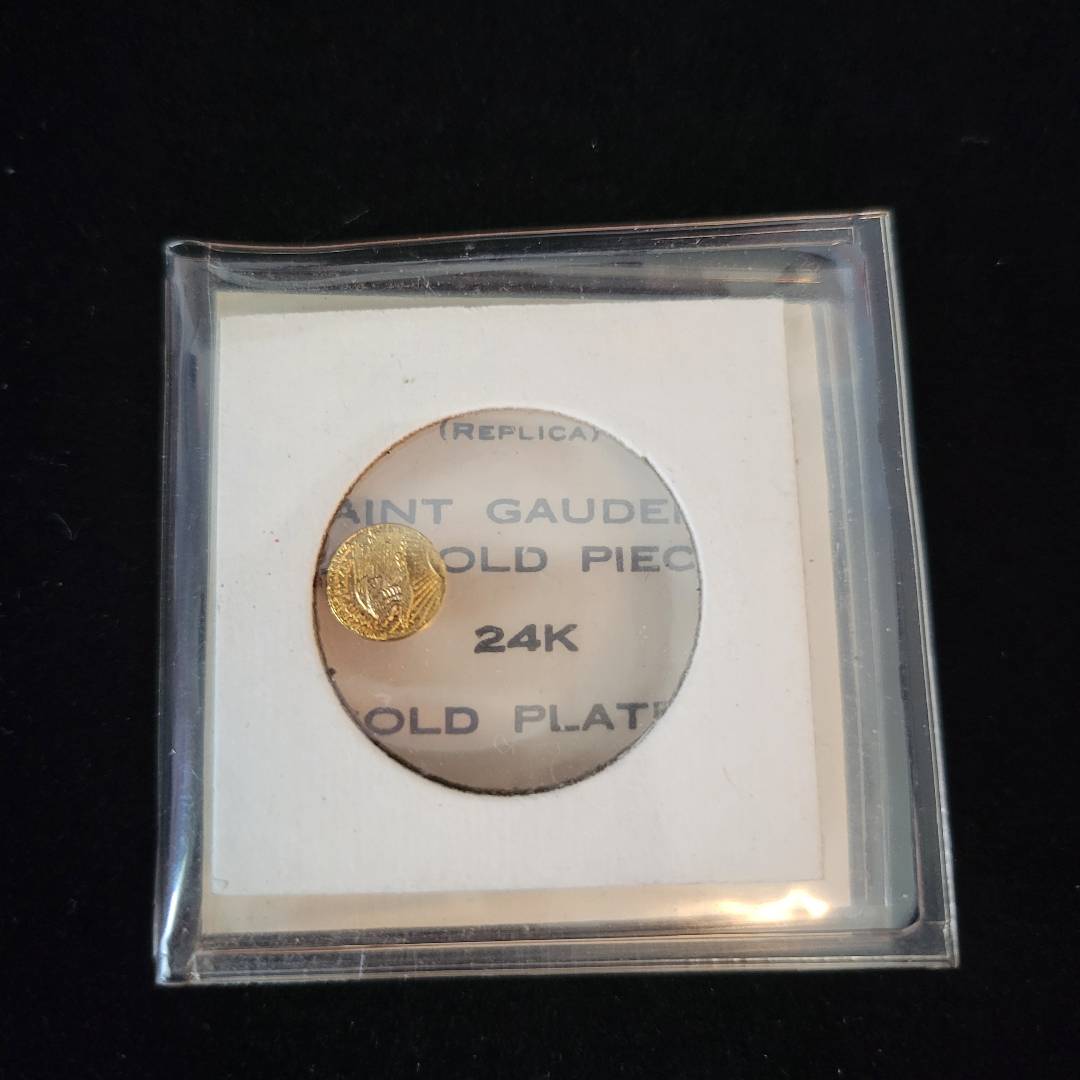 (REPLICA)
AINT GAUDE
OLD PIEC
24K
OLD PLAT